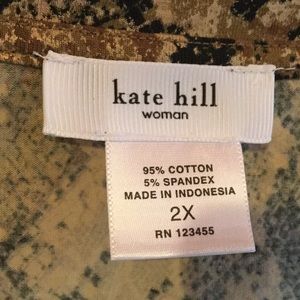 kate hill
woman
95% COTTON
5% SPANDEX
MADE IN INDONESIA
2X
RN 123455